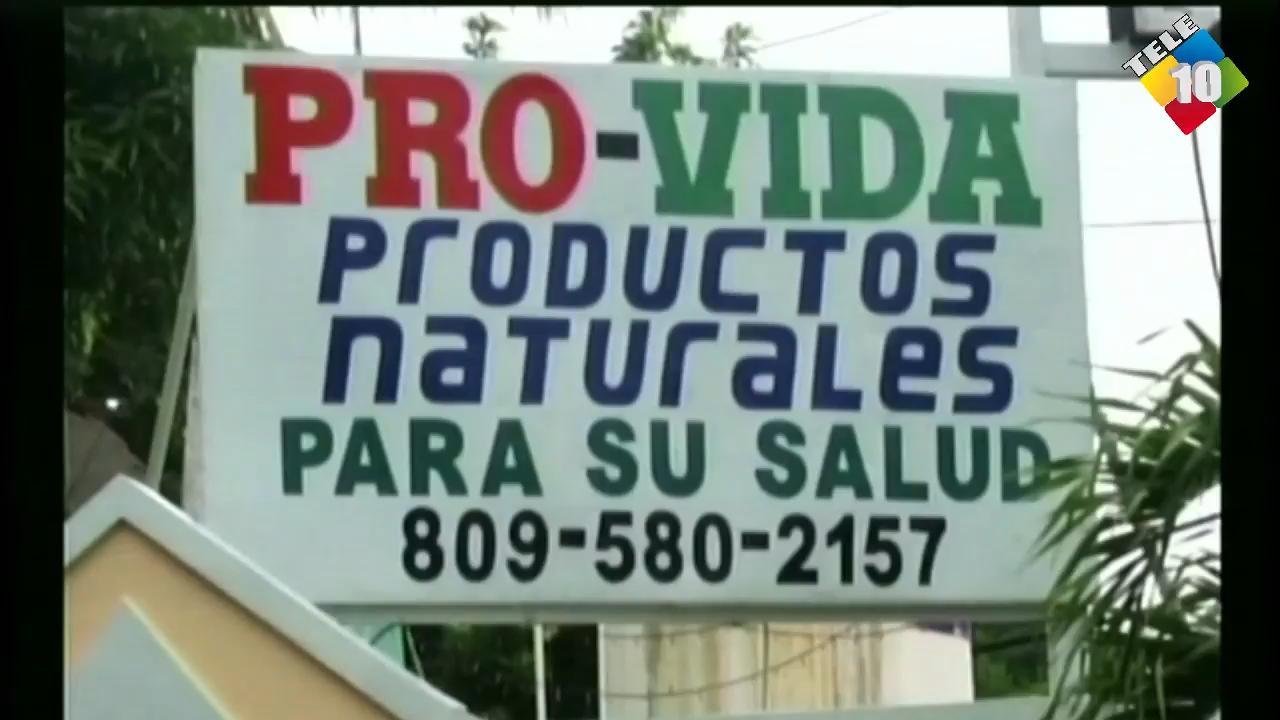 TELE
10
PRO-VIDA
PRODUCTOS
NATURALES
PARA SU SALUD
809-580-2157